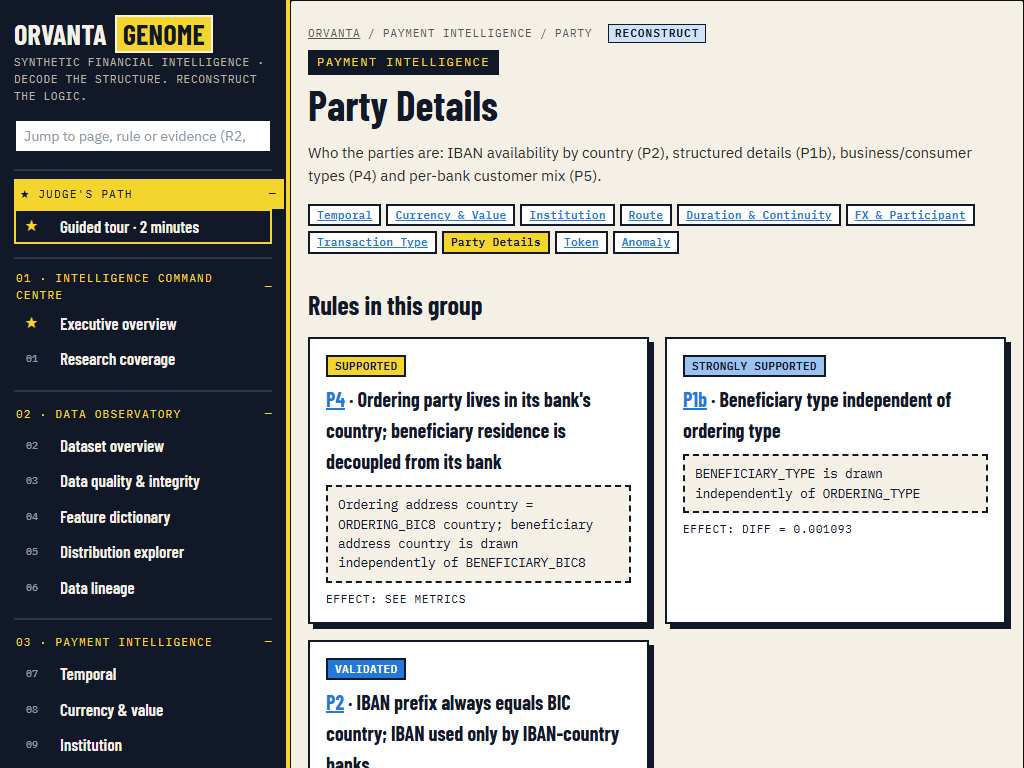 ORVANTA GENOME
SYNTHETIC FINANCIAL INTELLIGENCE ·
DECODE THE STRUCTURE. RECONSTRUCT
THE LOGIC.
Jump to page, rule or evidence (R2,
★ JUDGE'S PATH –
★ Guided tour · 2 minutes
01 · INTELLIGENCE COMMAND
CENTRE –
★ Executive overview
01 Research coverage
02 · DATA OBSERVATORY –
02 Dataset overview
03 Data quality & integrity
04 Feature dictionary
05 Distribution explorer
06 Data lineage
03 · PAYMENT INTELLIGENCE –
07 Temporal
08 Currency & value
09 Institution
ORVANTA / PAYMENT INTELLIGENCE / PARTY RECONSTRUCT
PAYMENT INTELLIGENCE
Party Details
Who the parties are: IBAN availability by country (P2), structured details (P1b), business/consumer
types (P4) and per-bank customer mix (P5).
Temporal Currency & Value Institution Route Duration & Continuity FX & Participant
Transaction Type Party Details Token Anomaly
Rules in this group
SUPPORTED
P4 · Ordering party lives in its bank's
country; beneficiary residence is
decoupled from its bank
Ordering address country =
ORDERING_BIC8 country; beneficiary
address country is drawn
independently of BENEFICIARY_BIC8
EFFECT: SEE METRICS
STRONGLY SUPPORTED
P1b · Beneficiary type independent of
ordering type
BENEFICIARY_TYPE is drawn
independently of ORDERING_TYPE
EFFECT: DIFF = 0.001093
VALIDATED
P2 · IBAN prefix always equals BIC
country; IBAN used only by IBAN-country
banks